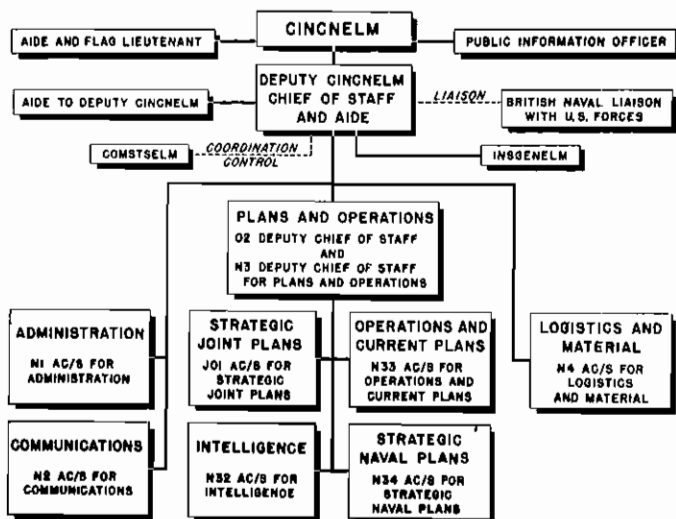 CINCNELM
AIDE AND FLAG LIEUTENANT
PUBLIC INFORMATION OFFICER
DEPUTY CINCNELM
CHIEF OF STAFF
AND AIDE
AIDE TO DEPUTY CINCNELM
LIAISON
BRITISH NAVAL LIAISON
WITH U.S. FORCES
COMSTSELM
COORDINATION
CONTROL
INSGENELM
PLANS AND OPERATIONS
02 DEPUTY CHIEF OF STAFF
AND
N3 DEPUTY CHIEF OF STAFF
FOR PLANS AND OPERATIONS
ADMINISTRATION
N1 AC/S FOR
ADMINISTRATION
STRATEGIC
JOINT PLANS
J01 AC/S FOR
STRATEGIC
JOINT PLANS
OPERATIONS AND
CURRENT PLANS
N33 AC/S FOR
OPERATIONS AND
CURRENT PLANS
LOGISTICS AND
MATERIAL
N4 AC/S FOR
LOGISTICS
AND MATERIAL
COMMUNICATIONS
N2 AC/S FOR
COMMUNICATIONS
INTELLIGENCE
N32 AC/S FOR
INTELLIGENCE
STRATEGIC
NAVAL PLANS
N34 AC/S FOR
STRATEGIC
NAVAL PLANS